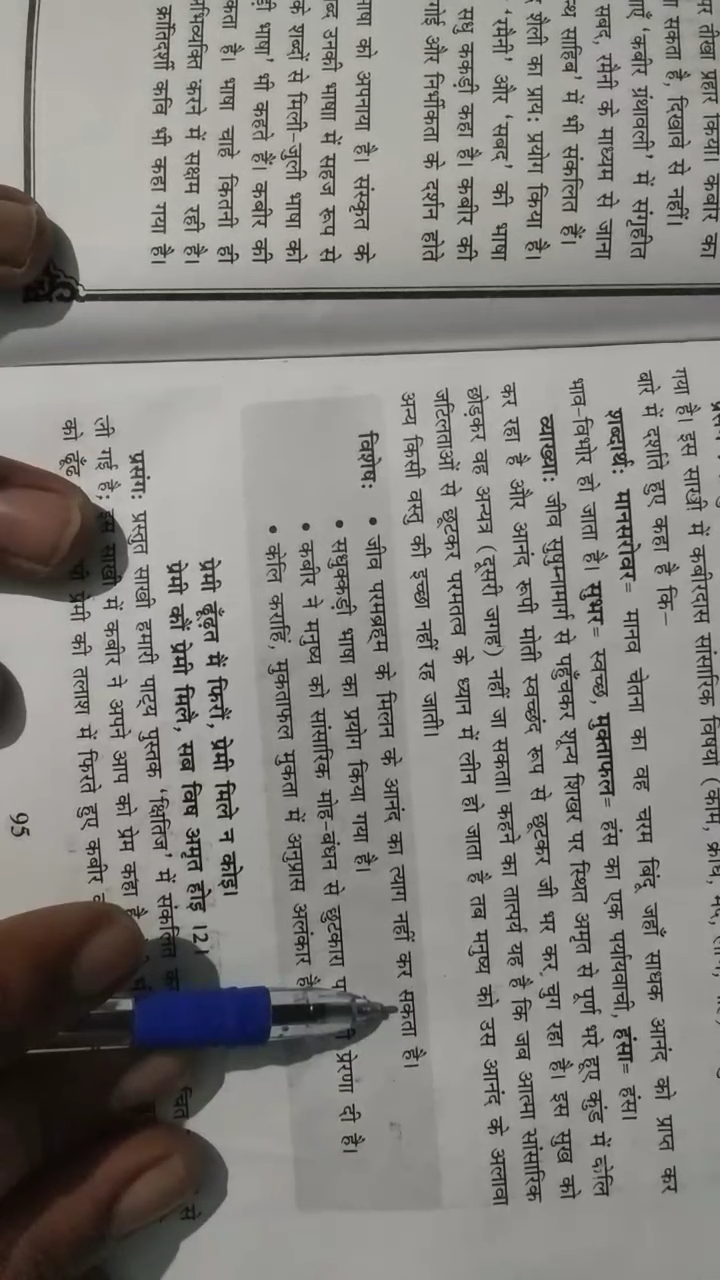 र तीखा प्रहार किया। कबीर का
ा सकता है, दिखावे से नहीं।
ाएँ 'कबीर ग्रंथावली' में संगृहीत
सबद, रमैनी के माध्यम से जाना
साहिब' में भी संकलित हैं।
शैली का प्राय: प्रयोग किया है।
'रमैनी' और 'सबद' की भाषा
सधु ककड़ी कहा है। कबीर की
गोई और निर्भीकता के दर्शन होते
ाषा को अपनाया है। संस्कृत के
ब्द उनकी भाषा में सहज रूप से
के शब्दों से मिली-जुली भाषा को
ड़ी भाषा' भी कहते हैं। कबीर की
कता है। भाषा चाहे कितनी ही
भिव्यक्ति करने में सक्षम रही है।
क्रांतिदर्शी कवि भी कहा गया है।
गया है। इस साखी में कबीरदास सांसारिक विषयों (काम, क्रोध, मद,
बारे में दर्शाते हुए कहा है कि–
शब्दार्थ: मानसरोवर= मानव चेतना का वह चरम बिंदु जहाँ साधक आनंद को प्राप्त कर
भाव-विभोर हो जाता है। सुभर= स्वच्छ, मुक्ताफल= हंस का एक पर्यायवाची, हंसा= हंस।
व्याख्या: जीव सुषुम्नामार्ग से पहुँचकर शून्य शिखर पर स्थित अमृत से पूर्ण भरे हुए कुंड में केलि
कर रहा है और आनंद रूपी मोती स्वच्छंद रूप से छूटकर जी भर कर चुग रहा है। इस सुख को
छोड़कर वह अन्यत्र (दूसरी जगह) नहीं जा सकता। कहने का तात्पर्य यह है कि जब आत्मा सांसारिक
जटिलताओं से छूटकर परमतत्व के ध्यान में लीन हो जाता है तब मनुष्य को उस आनंद के अलावा
अन्य किसी वस्तु की इच्छा नहीं रह जाती।
विशेष: • जीव परमब्रह्म के मिलन के आनंद का त्याग नहीं कर सकता है।
• सधुक्कड़ी भाषा का प्रयोग किया गया है।
• कबीर ने मनुष्य को सांसारिक मोह-बंधन से छुटकारा प प्रेरणा दी है।
• केलि कराहिं, मुकताफल मुकता में अनुप्रास अलंकार है
प्रेमी ढूँढ़त मैं फिरौं, प्रेमी मिले न कोइ।
प्रेमी कौं प्रेमी मिलै, सब विष अमृत होइ ।2।
प्रसंग: प्रस्तुत साखी हमारी पाठ्य पुस्तक 'क्षितिज' में संकलित
ली गई है; इस साखी में कबीर ने अपने आप को प्रेम कहा है
को ढूँढ प्रेमी की तलाश में फिरते हुए कबीर
95